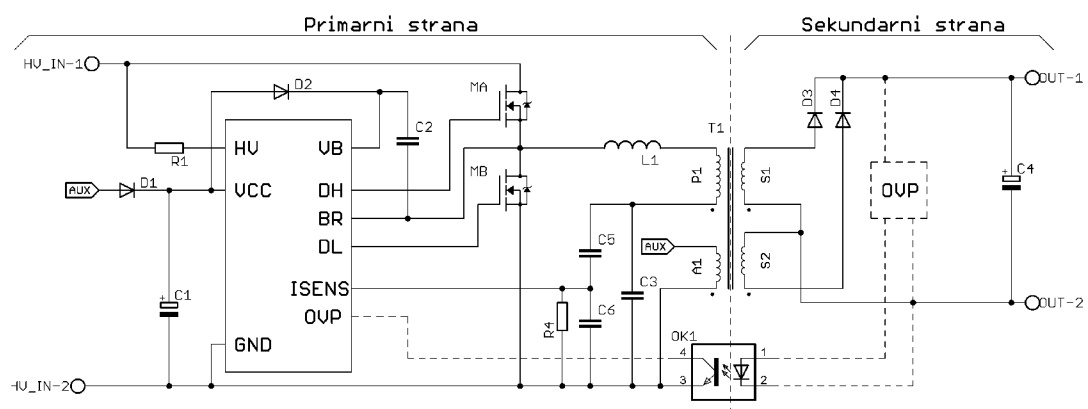 Primarni strana
Sekundarni strana
HV_IN-1
OUT-1
D2
MA
D3
D4
T1
C2
R1
HV
VB
L1
P1
S1
C4
+
AUX
D1
VCC
DH
MB
OVP
BR
DL
C5
AUX
A1
S2
C1
+
ISENS
C6
C3
R4
OVP
OUT-2
OK1
GND
4
1
3
2
HV_IN-2